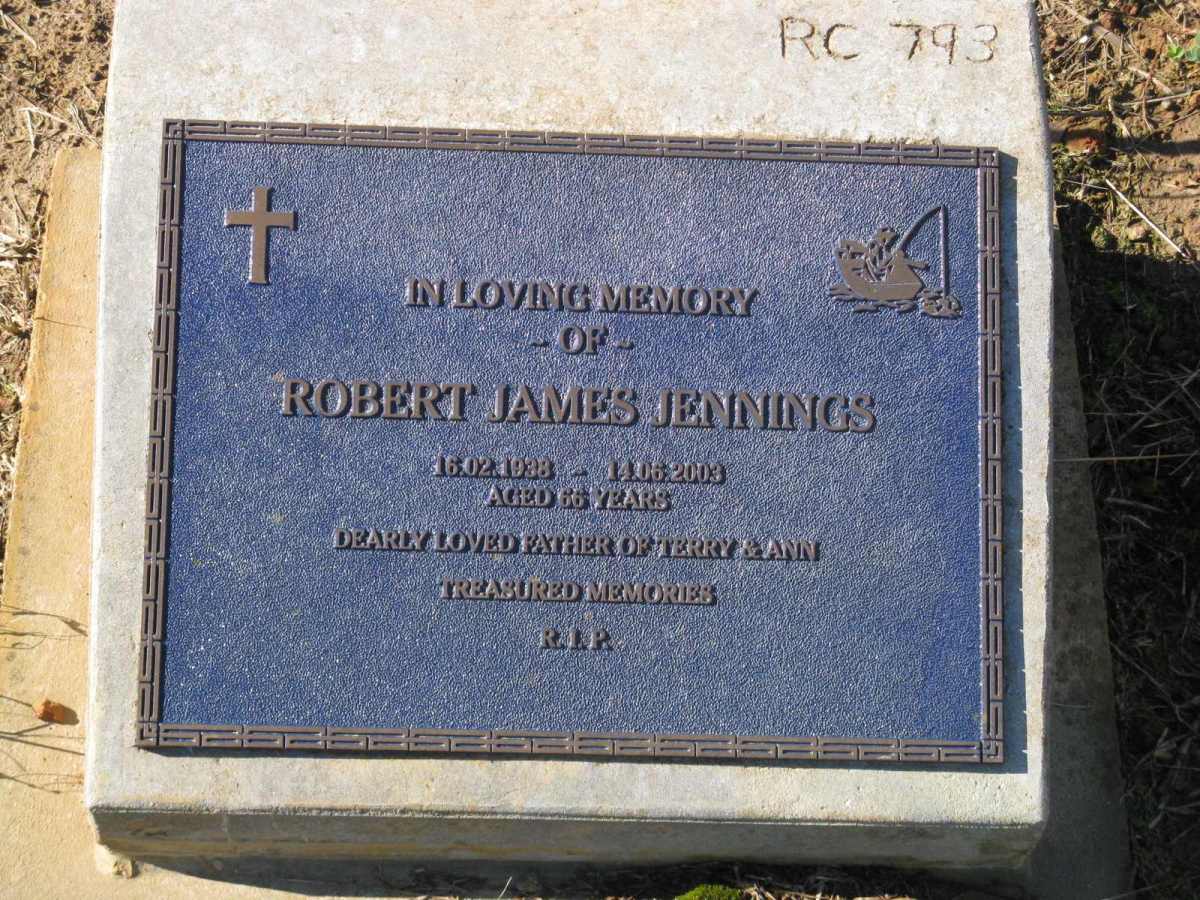 RC 793
IN LOVING MEMORY
~ OF ~
ROBERT JAMES JENNINGS
16.02.1938 - 14.06.2003
AGED 66 YEARS
DEARLY LOVED FATHER OF TERRY & ANN
TREASURED MEMORIES
R.I.P.